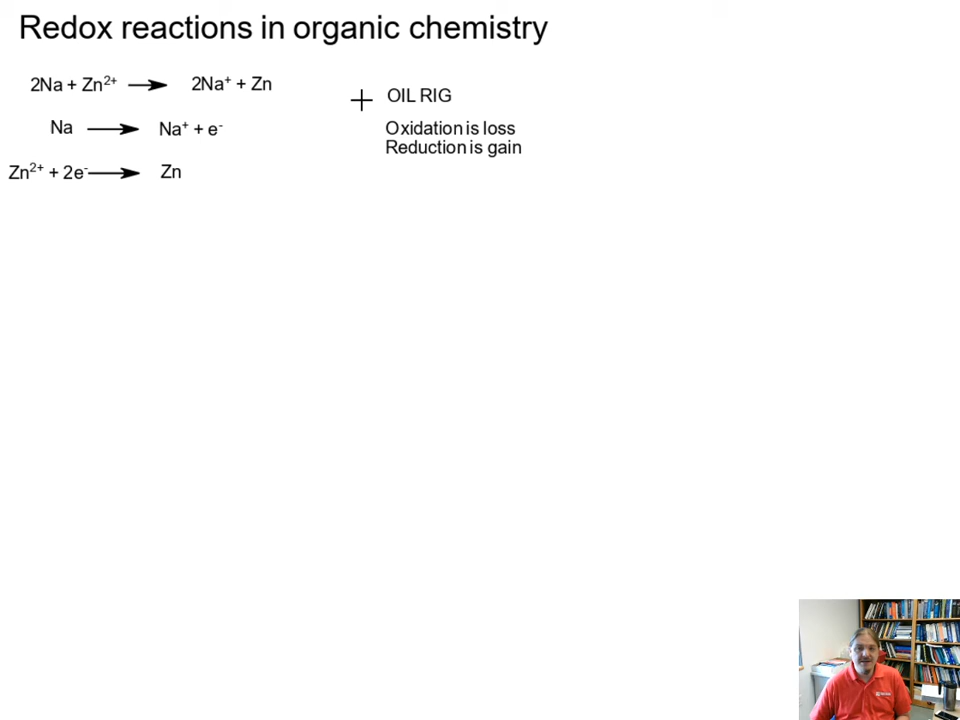 Redox reactions in organic chemistry
2Na + Zn²⁺ ⟶ 2Na⁺ + Zn
Na ⟶ Na⁺ + e⁻
Zn²⁺ + 2e⁻ ⟶ Zn
OIL RIG
Oxidation is loss
Reduction is gain